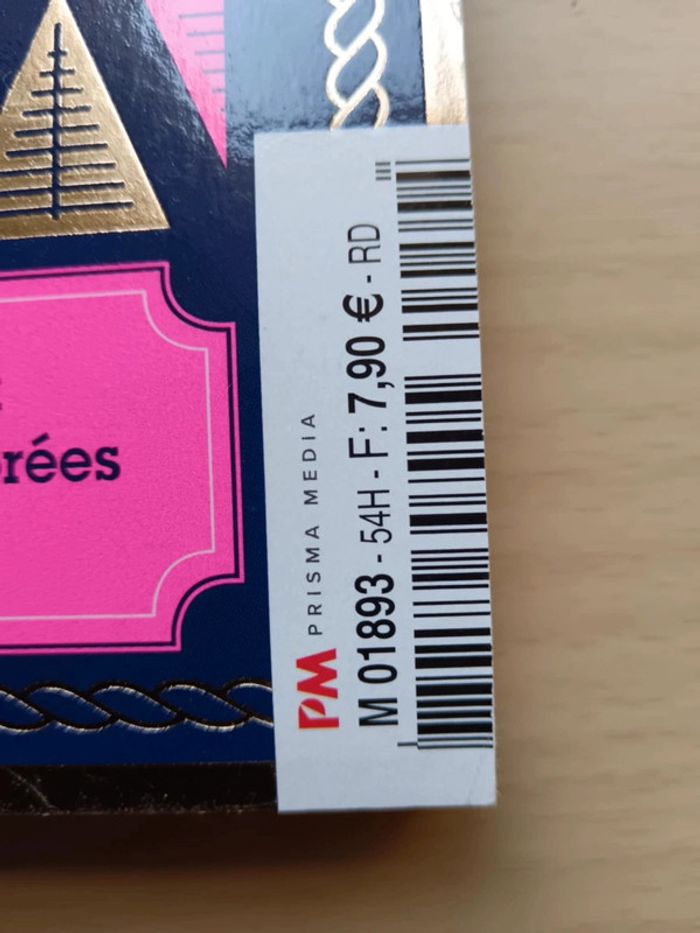 rées
PM PRISMA MEDIA
M 01893 - 54H - F: 7,90 € - RD